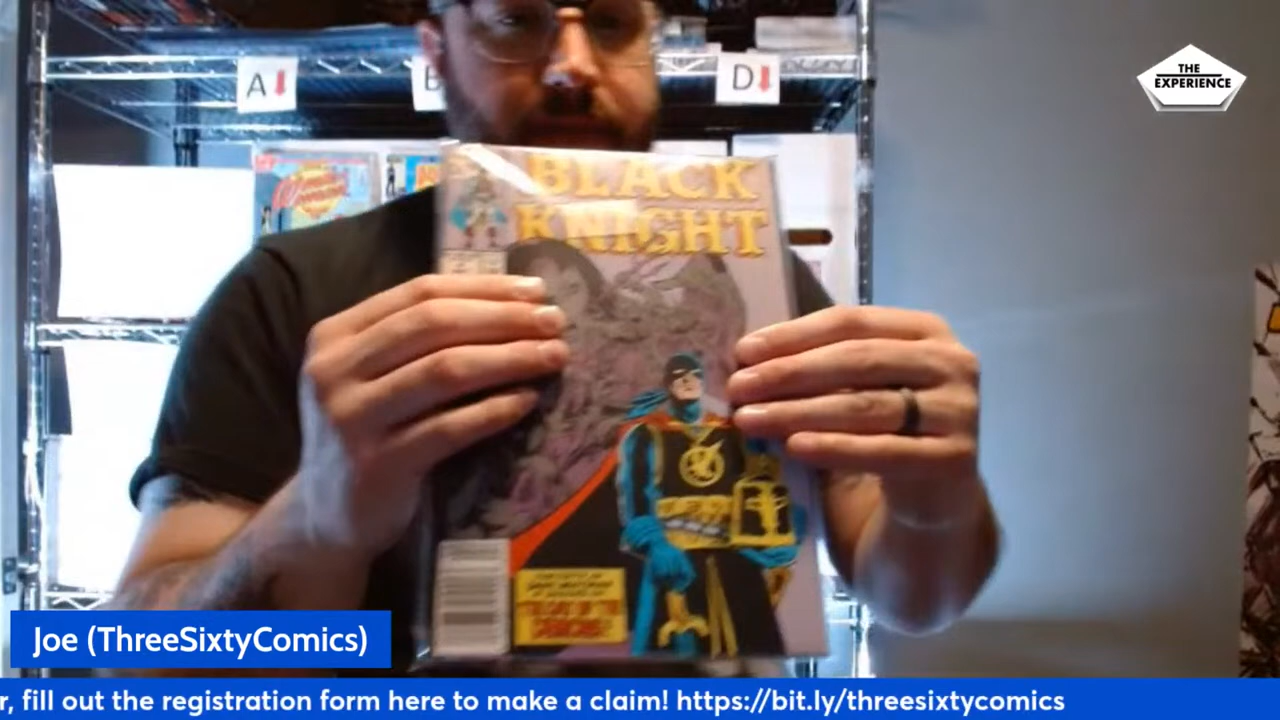 A
B
D
THE
EXPERIENCE
BLACK
KNIGHT
Joe (ThreeSixtyComics)
r, fill out the registration form here to make a claim! https://bit.ly/threesixtycomics